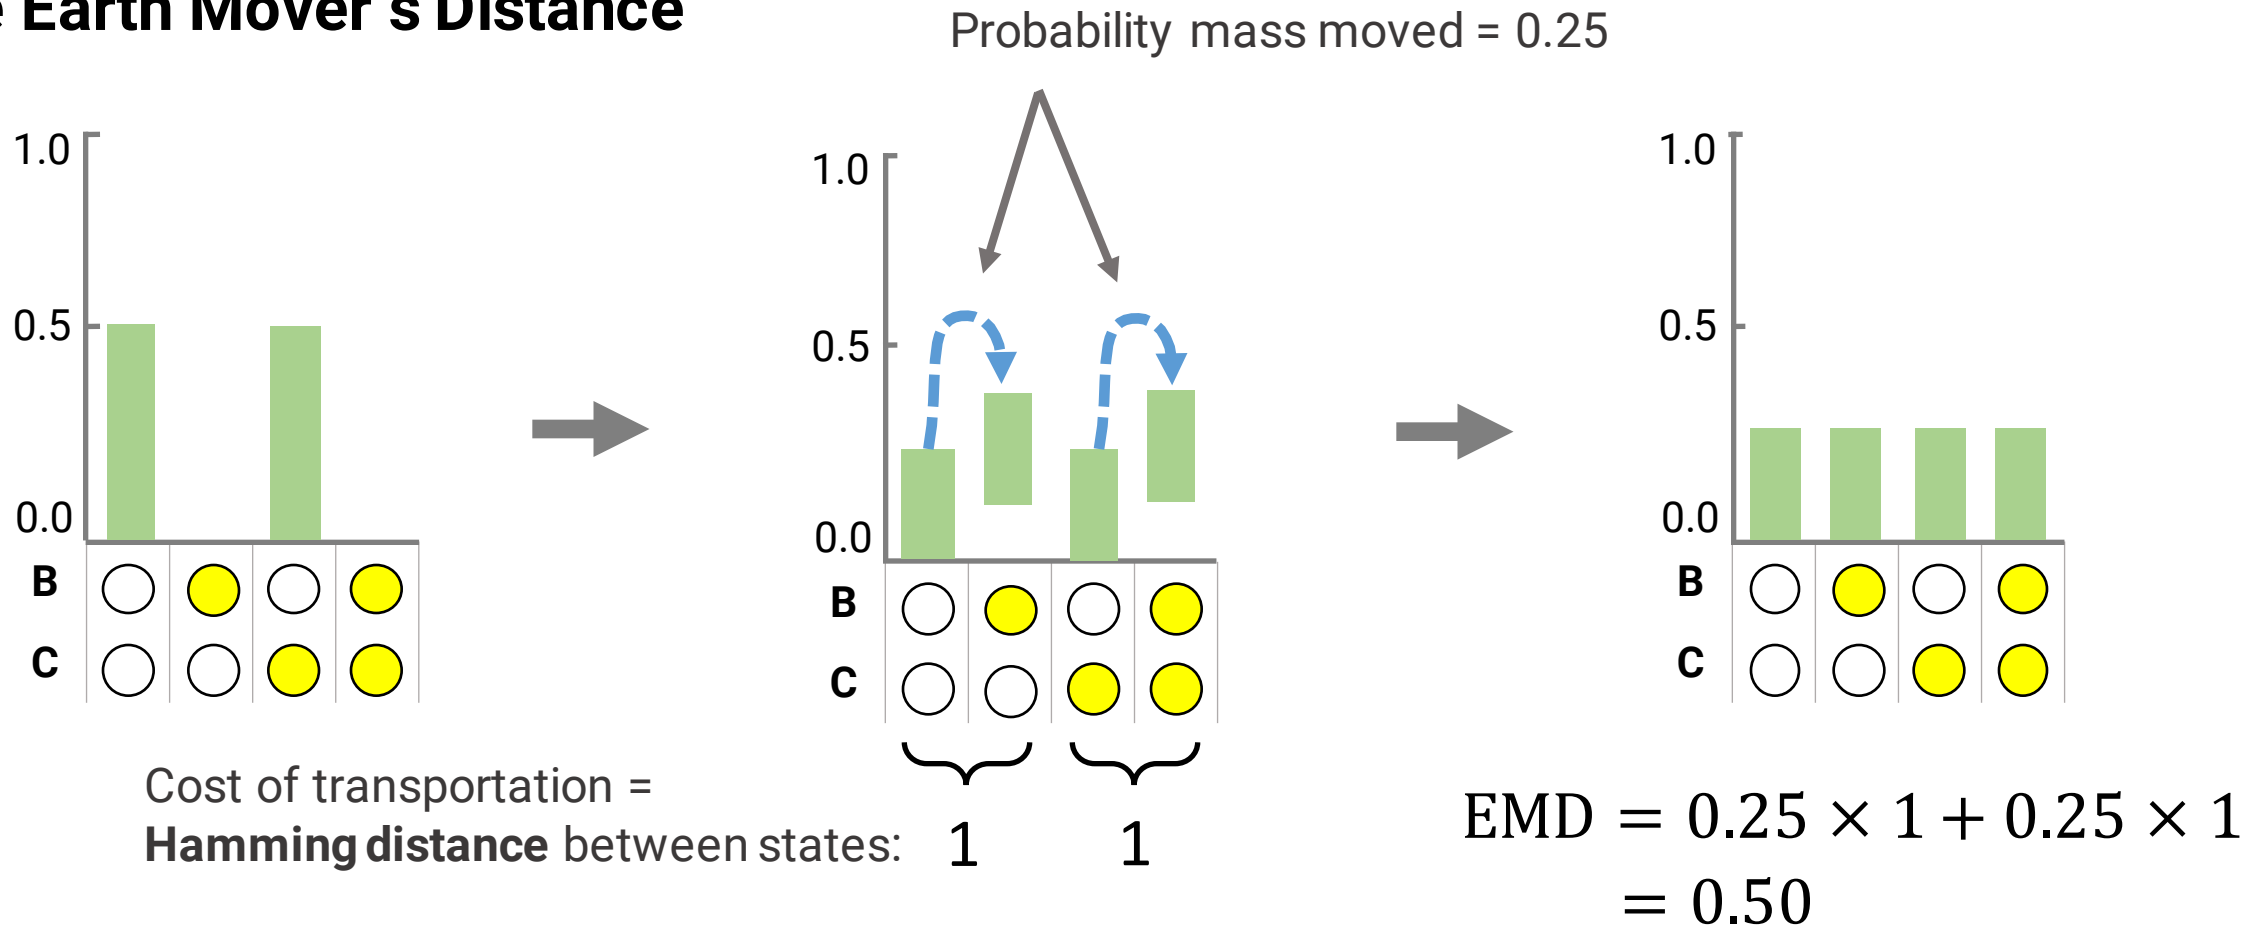 e Earth Mover's Distance
Probability mass moved = 0.25
1.0
0.5
0.0
B
C
1.0
0.5
0.0
B
C
1.0
0.5
0.0
B
C
Cost of transportation =
Hamming distance between states: 1 1
EMD = 0.25 × 1 + 0.25 × 1
= 0.50